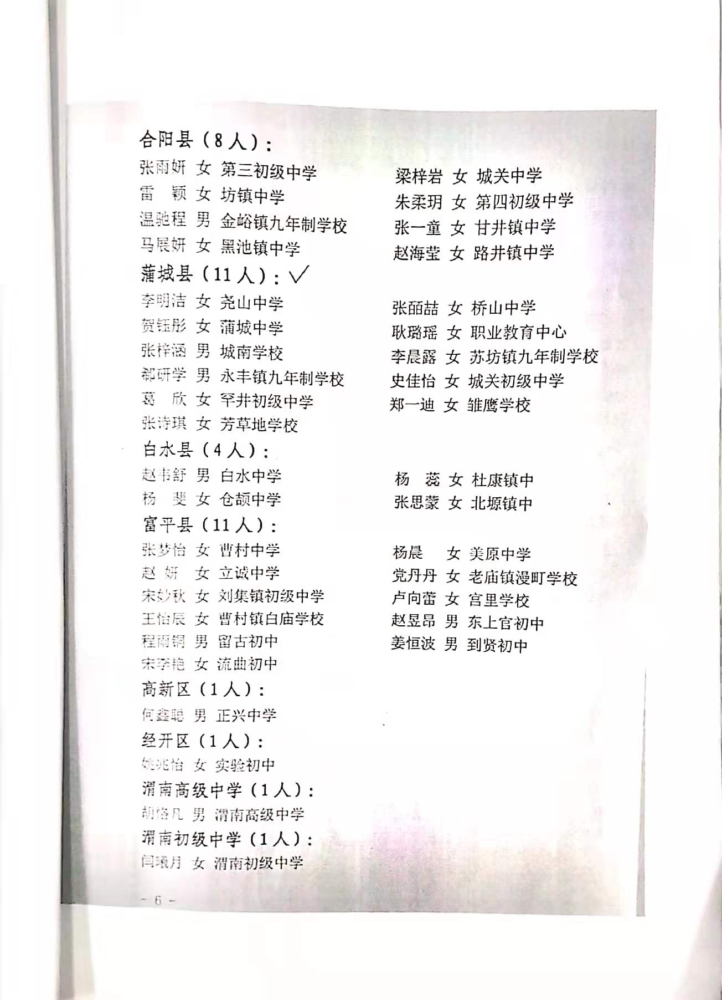 合阳县（8人）：
张雨妍 女 第三初级中学 梁梓岩 女 城关中学
雷 颖 女 坊镇中学 朱柔玥 女 第四初级中学
温驰程 男 金峪镇九年制学校 张一童 女 甘井镇中学
马展妍 女 黑池镇中学 赵海莹 女 路井镇中学
蒲城县（11人）：✓
李明洁 女 尧山中学 张皕喆 女 桥山中学
贺钰彤 女 蒲城中学 耿璐瑶 女 职业教育中心
张梓涵 男 城南学校 李晨露 女 苏坊镇九年制学校
郗研学 男 永丰镇九年制学校 史佳怡 女 城关初级中学
葛 欣 女 罕井初级中学 郑一迪 女 雏鹰学校
张诗琪 女 芳草地学校
白水县（4人）：
赵韦舒 男 白水中学 杨 蕊 女 杜康镇中
杨 斐 女 仓颉中学 张思蒙 女 北塬镇中
富平县（11人）：
张梦怡 女 曹村中学 杨晨 女 美原中学
赵 妍 女 立诚中学 党丹丹 女 老庙镇漫町学校
宋妙秋 女 刘集镇初级中学 卢向蕾 女 宫里学校
王怡辰 女 曹村镇白庙学校 赵昱昂 男 东上官初中
程雨锏 男 留古初中 姜恒波 男 到贤初中
宋李艳 女 流曲初中
高新区（1人）：
何鑫聪 男 正兴中学
经开区（1人）：
姚兆怡 女 实验初中
渭南高级中学（1人）：
胡恪凡 男 渭南高级中学
渭南初级中学（1人）：
闫曦月 女 渭南初级中学
- 6 -